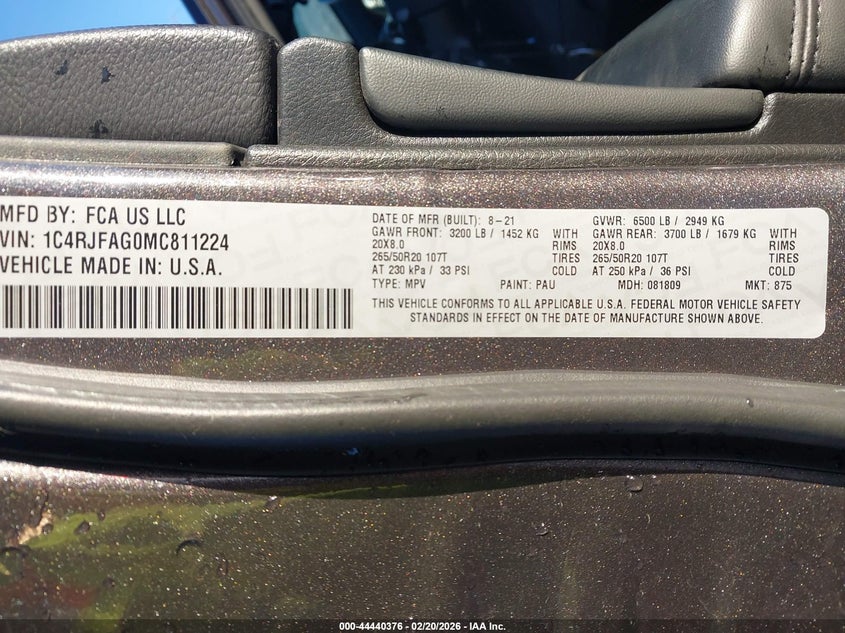 MFD BY: FCA US LLC
VIN: 1C4RJFAG0MC811224
VEHICLE MADE IN: U.S.A.
DATE OF MFR (BUILT): 8-21 GVWR: 6500 LB / 2949 KG
GAWR FRONT: 3200 LB / 1452 KG WITH GAWR REAR: 3700 LB / 1679 KG WITH
20X8.0 RIMS 20X8.0 RIMS
265/50R20 107T TIRES 265/50R20 107T TIRES
AT 230 kPa / 33 PSI COLD AT 250 kPa / 36 PSI COLD
TYPE: MPV PAINT: PAU MDH: 081809 MKT: 875
THIS VEHICLE CONFORMS TO ALL APPLICABLE U.S.A. FEDERAL MOTOR VEHICLE SAFETY
STANDARDS IN EFFECT ON THE DATE OF MANUFACTURE SHOWN ABOVE.
000-44440376 - 02/20/2026 - IAA Inc.